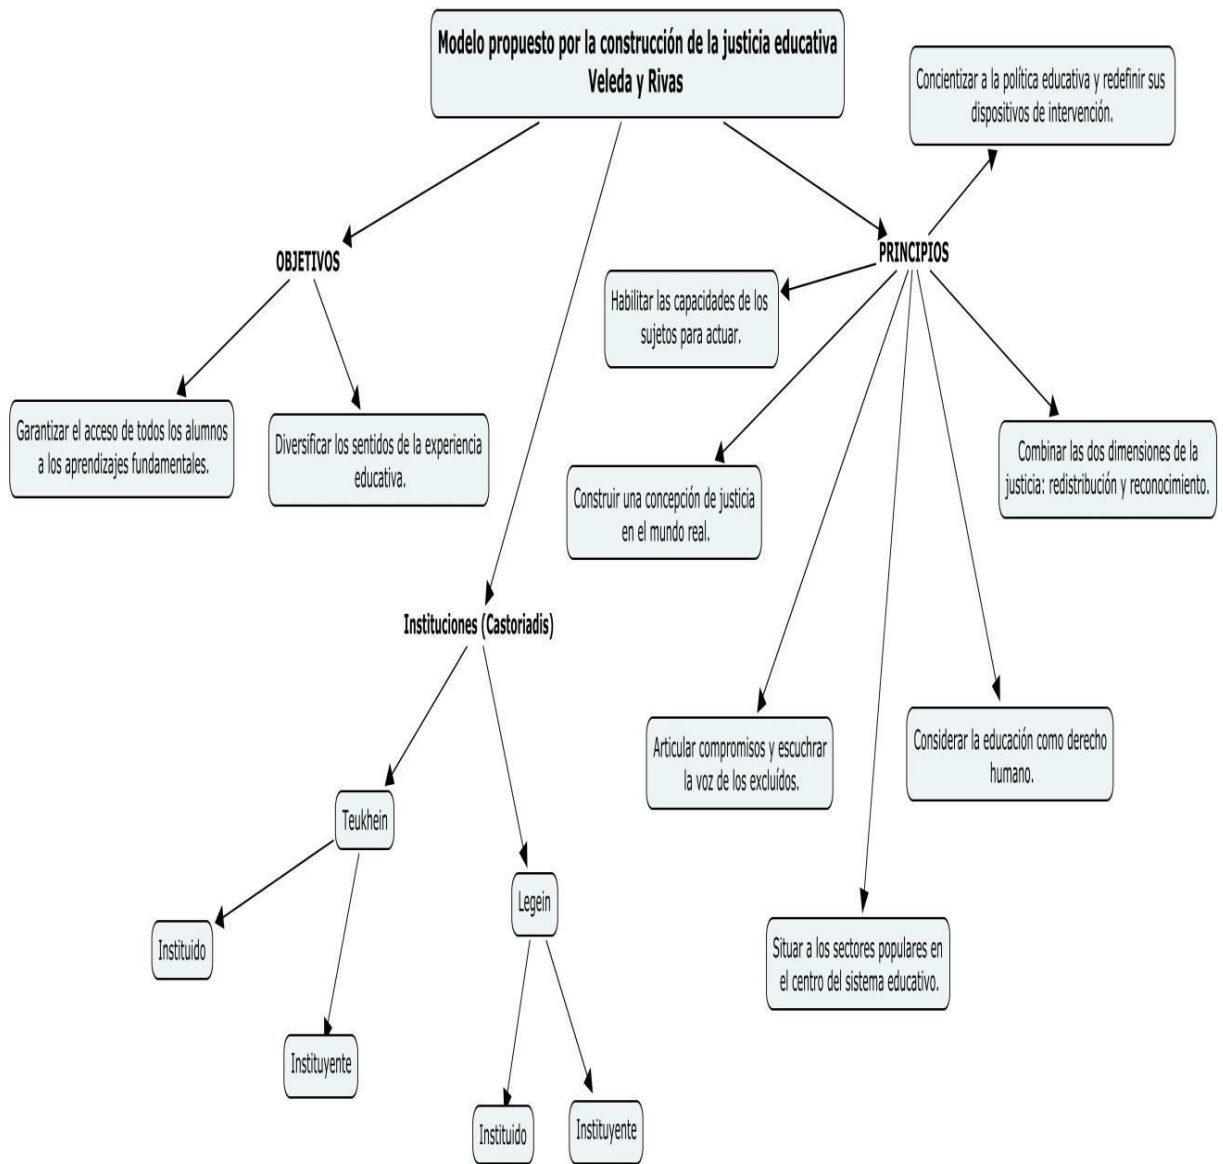 Modelo propuesto por la construcción de la justicia educativa
Veleda y Rivas
Concientizar a la política educativa y redefinir sus
dispositivos de intervención.
OBJETIVOS
PRINCIPIOS
Habilitar las capacidades de los
sujetos para actuar.
Garantizar el acceso de todos los alumnos
a los aprendizajes fundamentales.
Diversificar los sentidos de la experiencia
educativa.
Construir una concepción de justicia
en el mundo real.
Combinar las dos dimensiones de la
justicia: redistribución y reconocimiento.
Instituciones (Castoriadis)
Articular compromisos y escuchrar
la voz de los excluídos.
Considerar la educación como derecho
humano.
Teukhein
Legein
Instituido
Situar a los sectores populares en
el centro del sistema educativo.
Instituyente
Instituido
Instituyente